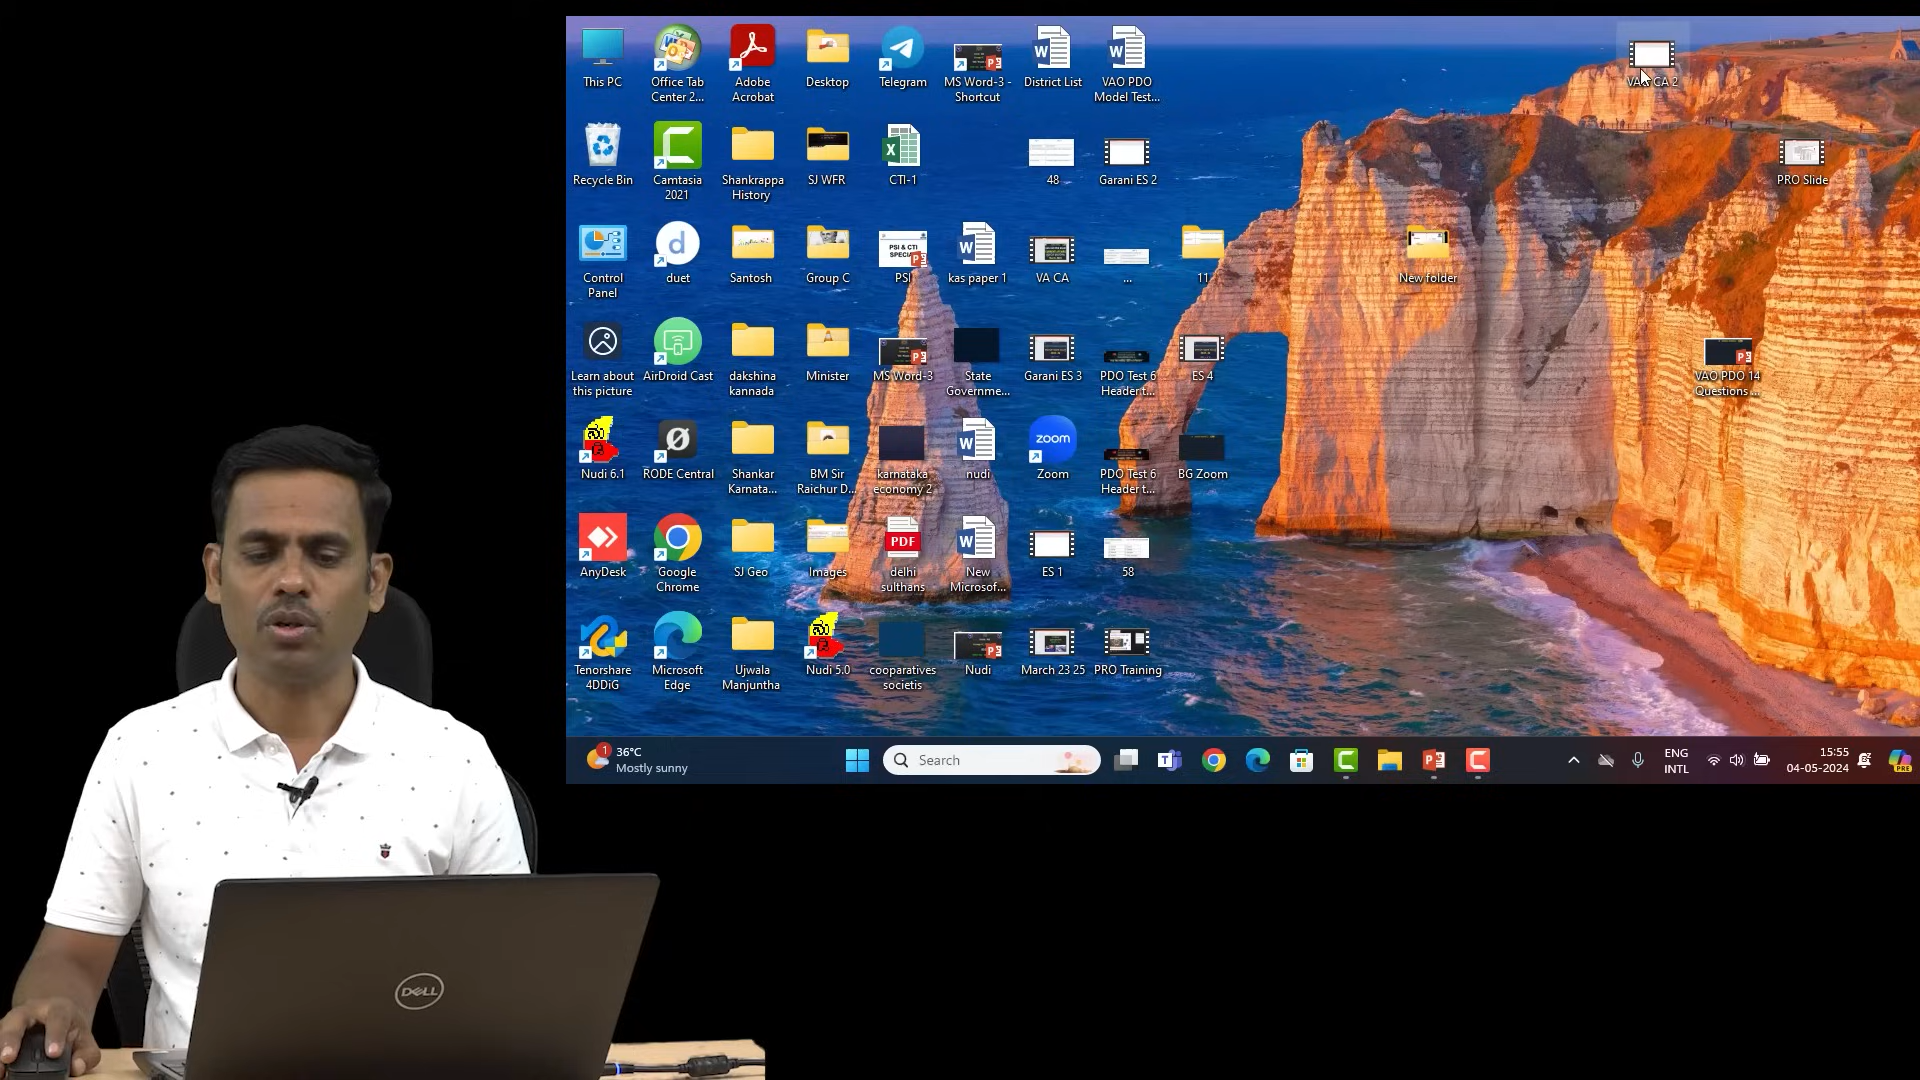 This PC
Office Tab
Center 2...
Adobe
Acrobat
Desktop
Telegram
MS Word-3 -
Shortcut
District List
VAO PDO
Model Test...
CA 2
Recycle Bin
Camtasia
2021
Shankrappa
History
SJ WFR
CTI-1
48
Garani ES 2
PRO Slide
Control
Panel
duet
Santosh
Group C
PSI & CTI
PSI
kas paper 1
VA CA
...
11
New folder
Learn about
this picture
AirDroid Cast
dakshina
kannada
Minister
MS Word-3
State
Governme...
Garani ES 3
PDO Test 6
Header t...
ES 4
VAO PDO 14
Questions ...
Nudi 6.1
RODE Central
Shankar
Karnata...
BM Sir
Raichur D...
karnataka
economy 2
nudi
zoom
Zoom
PDO Test 6
Header t...
BG Zoom
AnyDesk
Google
Chrome
SJ Geo
Images
PDF
delhi
sulthans
New
Microsof...
ES 1
58
Tenorshare
4DDiG
Microsoft
Edge
Ujwala
Manjuntha
Nudi 5.0
cooparatives
societis
Nudi
March 23 25
PRO Training
1
36°C
Mostly sunny
Search
ENG
INTL
15:55
04-05-2024
PRE
DELL